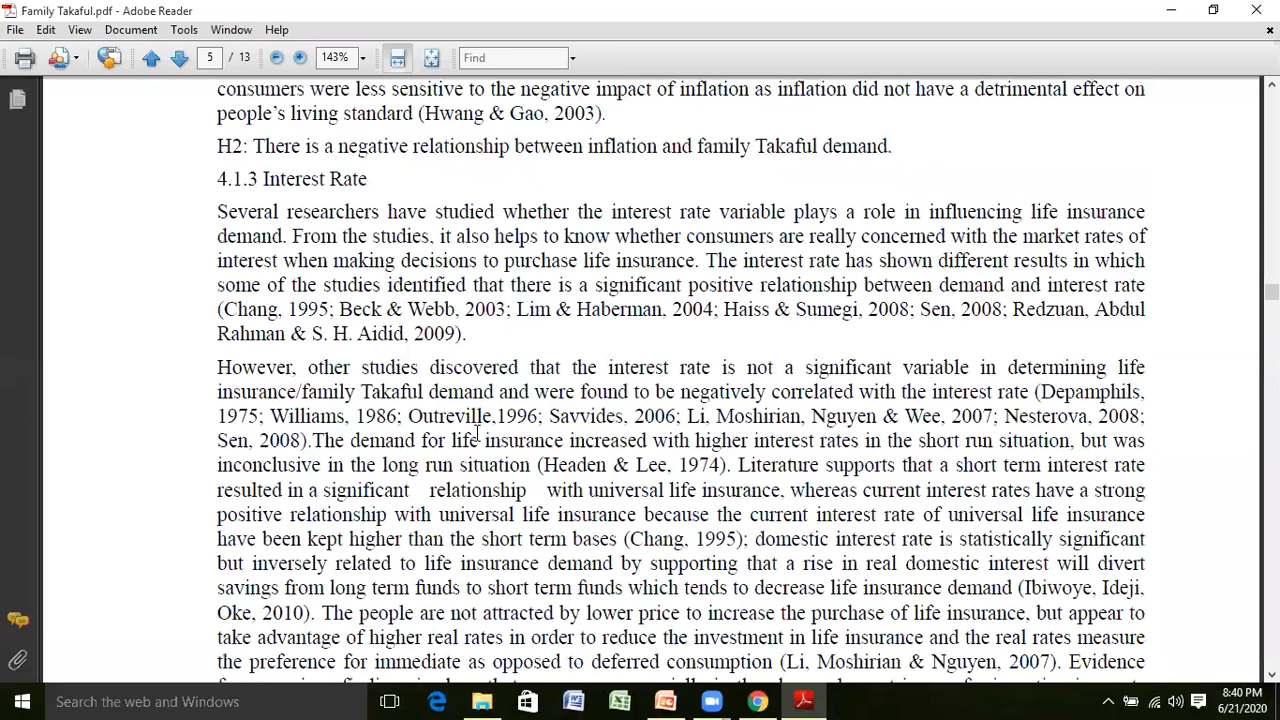 Family Takaful.pdf - Adobe Reader
File Edit View Document Tools Window Help
5 / 13 143% Find
consumers were less sensitive to the negative impact of inflation as inflation did not have a detrimental effect on
people's living standard (Hwang & Gao, 2003).
H2: There is a negative relationship between inflation and family Takaful demand.
4.1.3 Interest Rate
Several researchers have studied whether the interest rate variable plays a role in influencing life insurance
demand. From the studies, it also helps to know whether consumers are really concerned with the market rates of
interest when making decisions to purchase life insurance. The interest rate has shown different results in which
some of the studies identified that there is a significant positive relationship between demand and interest rate
(Chang, 1995; Beck & Webb, 2003; Lim & Haberman, 2004; Haiss & Sumegi, 2008; Sen, 2008; Redzuan, Abdul
Rahman & S. H. Aidid, 2009).
However, other studies discovered that the interest rate is not a significant variable in determining life
insurance/family Takaful demand and were found to be negatively correlated with the interest rate (Depamphils,
1975; Williams, 1986; Outreville,1996; Savvides, 2006; Li, Moshirian, Nguyen & Wee, 2007; Nesterova, 2008;
Sen, 2008).The demand for life insurance increased with higher interest rates in the short run situation, but was
inconclusive in the long run situation (Headen & Lee, 1974). Literature supports that a short term interest rate
resulted in a significant relationship with universal life insurance, whereas current interest rates have a strong
positive relationship with universal life insurance because the current interest rate of universal life insurance
have been kept higher than the short term bases (Chang, 1995); domestic interest rate is statistically significant
but inversely related to life insurance demand by supporting that a rise in real domestic interest will divert
savings from long term funds to short term funds which tends to decrease life insurance demand (Ibiwoye, Ideji,
Oke, 2010). The people are not attracted by lower price to increase the purchase of life insurance, but appear to
take advantage of higher real rates in order to reduce the investment in life insurance and the real rates measure
the preference for immediate as opposed to deferred consumption (Li, Moshirian & Nguyen, 2007). Evidence
Search the web and Windows
8:40 PM
6/21/2020